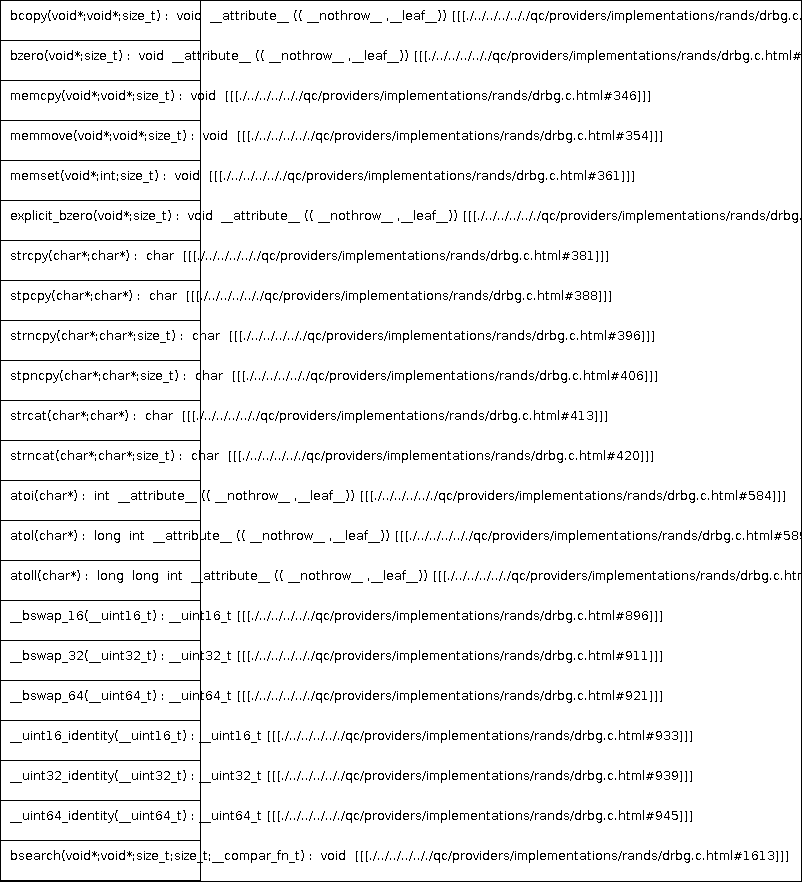 bcopy(void*;void*;size_t) : void __attribute__ (( __nothrow__ ,__leaf__)) [[[./../../../../qc/providers/implementations/rands/drbg.c.
bzero(void*;size_t) : void __attribute__ (( __nothrow__ ,__leaf__)) [[[./../../../../qc/providers/implementations/rands/drbg.c.html#
memcpy(void*;void*;size_t) : void [[[./../../../../qc/providers/implementations/rands/drbg.c.html#346]]]
memmove(void*;void*;size_t) : void [[[./../../../../qc/providers/implementations/rands/drbg.c.html#354]]]
memset(void*;int;size_t) : void [[[./../../../../qc/providers/implementations/rands/drbg.c.html#361]]]
explicit_bzero(void*;size_t) : void __attribute__ (( __nothrow__ ,__leaf__)) [[[./../../../../qc/providers/implementations/rands/drbg.
strcpy(char*;char*) : char [[[./../../../../qc/providers/implementations/rands/drbg.c.html#381]]]
stpcpy(char*;char*) : char [[[./../../../../qc/providers/implementations/rands/drbg.c.html#388]]]
strncpy(char*;char*;size_t) : char [[[./../../../../qc/providers/implementations/rands/drbg.c.html#396]]]
stpncpy(char*;char*;size_t) : char [[[./../../../../qc/providers/implementations/rands/drbg.c.html#406]]]
strcat(char*;char*) : char [[[./../../../../qc/providers/implementations/rands/drbg.c.html#413]]]
strncat(char*;char*;size_t) : char [[[./../../../../qc/providers/implementations/rands/drbg.c.html#420]]]
atoi(char*) : int __attribute__ (( __nothrow__ ,__leaf__)) [[[./../../../../qc/providers/implementations/rands/drbg.c.html#584]]]
atol(char*) : long int __attribute__ (( __nothrow__ ,__leaf__)) [[[./../../../../qc/providers/implementations/rands/drbg.c.html#589
atoll(char*) : long long int __attribute__ (( __nothrow__ ,__leaf__)) [[[./../../../../qc/providers/implementations/rands/drbg.c.htm
__bswap_16(__uint16_t) : __uint16_t [[[./../../../../qc/providers/implementations/rands/drbg.c.html#896]]]
__bswap_32(__uint32_t) : __uint32_t [[[./../../../../qc/providers/implementations/rands/drbg.c.html#911]]]
__bswap_64(__uint64_t) : __uint64_t [[[./../../../../qc/providers/implementations/rands/drbg.c.html#921]]]
__uint16_identity(__uint16_t) : __uint16_t [[[./../../../../qc/providers/implementations/rands/drbg.c.html#933]]]
__uint32_identity(__uint32_t) : __uint32_t [[[./../../../../qc/providers/implementations/rands/drbg.c.html#939]]]
__uint64_identity(__uint64_t) : __uint64_t [[[./../../../../qc/providers/implementations/rands/drbg.c.html#945]]]
bsearch(void*;void*;size_t;size_t;__compar_fn_t) : void [[[./../../../../qc/providers/implementations/rands/drbg.c.html#1613]]]